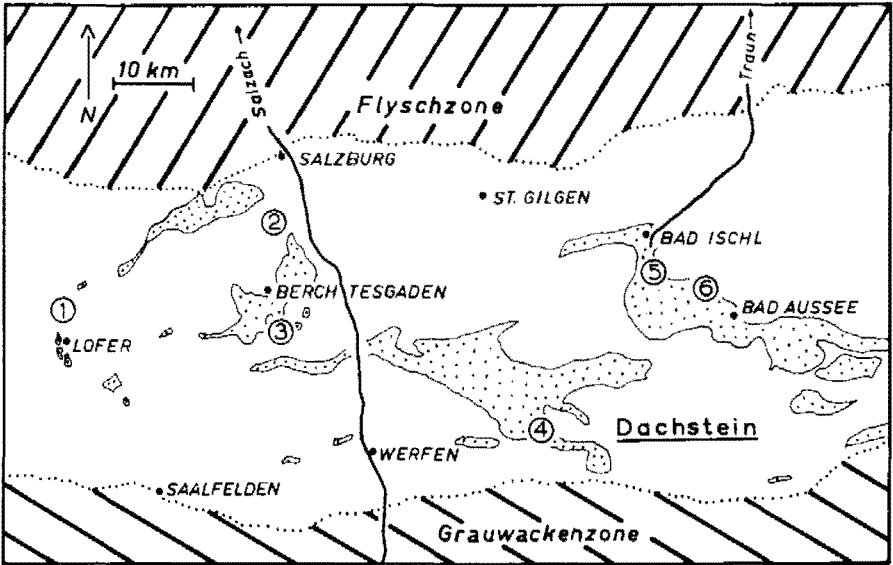 10 km
N
Salzach
Traun
Flyschzone
SALZBURG
ST. GILGEN
2
BAD ISCHL
5
6
BERCHTESGADEN
1
BAD AUSSEE
3
LOFER
4
Dachstein
WERFEN
SAALFELDEN
Grauwackenzone